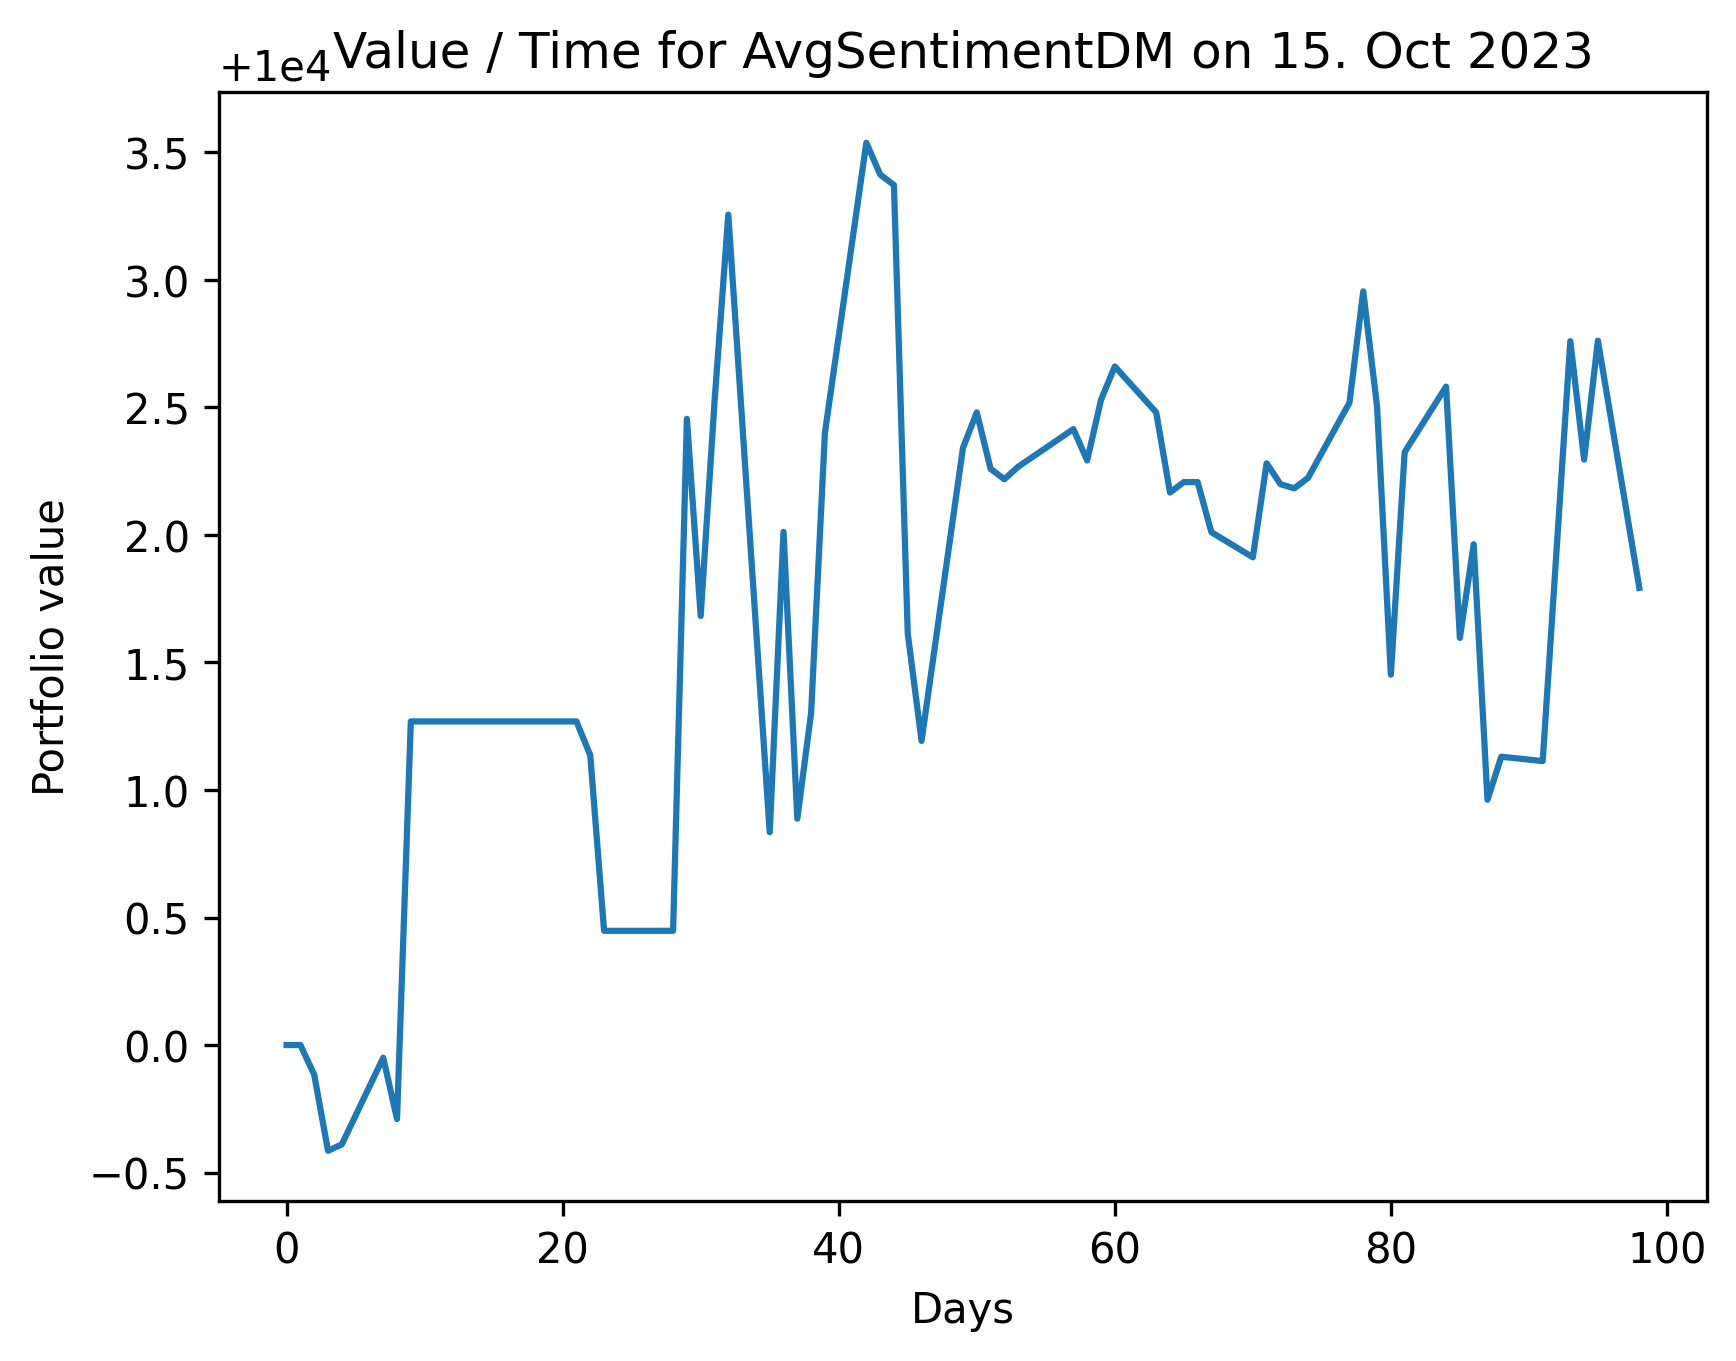 Value / Time for AvgSentimentDM on 15. Oct 2023
+1e4
3.5
3.0
2.5
2.0
1.5
1.0
0.5
0.0
−0.5
Portfolio value
0 20 40 60 80 100
Days